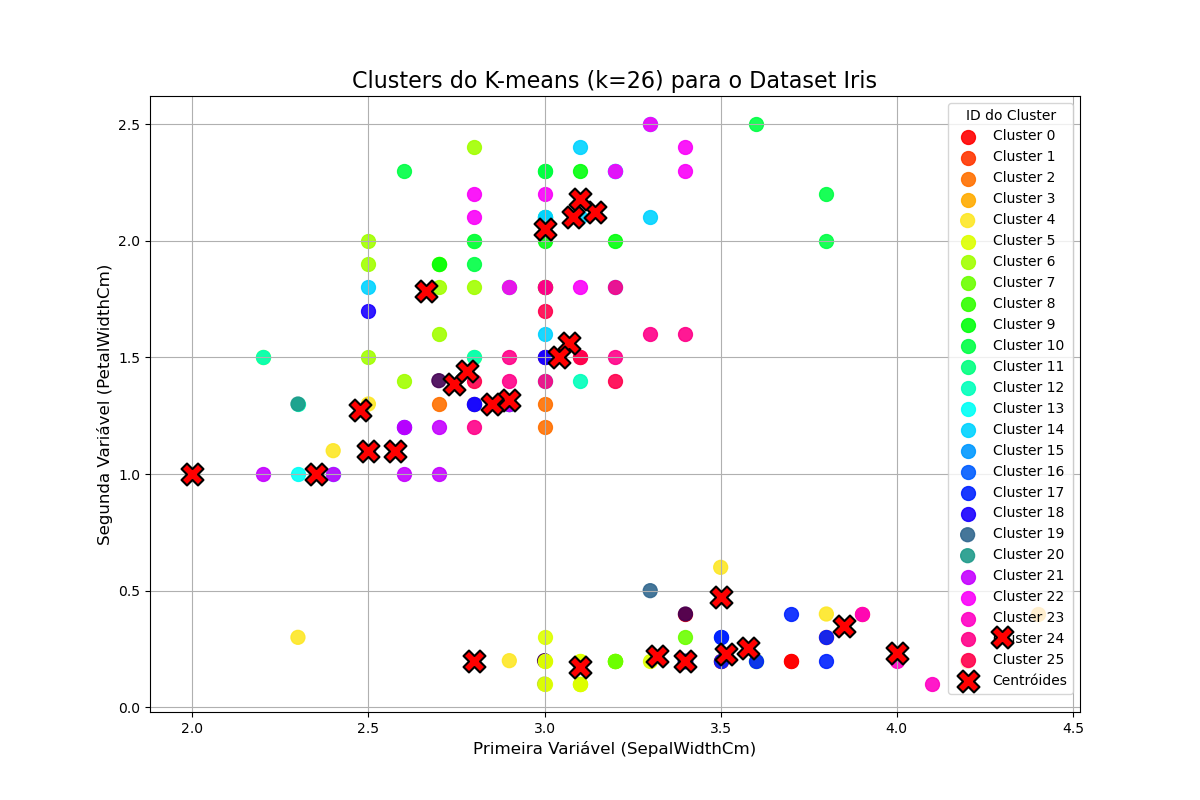 Clusters do K-means (k=26) para o Dataset Iris
Segunda Variável (PetalWidthCm)
2.5
2.0
1.5
1.0
0.5
0.0
2.0
2.5
3.0
3.5
4.0
4.5
Primeira Variável (SepalWidthCm)
ID do Cluster
Cluster 0
Cluster 1
Cluster 2
Cluster 3
Cluster 4
Cluster 5
Cluster 6
Cluster 7
Cluster 8
Cluster 9
Cluster 10
Cluster 11
Cluster 12
Cluster 13
Cluster 14
Cluster 15
Cluster 16
Cluster 17
Cluster 18
Cluster 19
Cluster 20
Cluster 21
Cluster 22
Cluster 23
Cluster 24
Cluster 25
Centróides